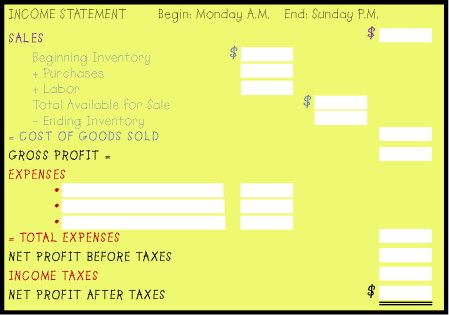 INCOME STATEMENT Begin: Monday A.M. End: Sunday P.M.
SALES $
Beginning Inventory $
+ Purchases
+ Labor
Total Available for Sale $
- Ending Inventory
= COST OF GOODS SOLD
GROSS PROFIT =
EXPENSES
•
•
•
= TOTAL EXPENSES
NET PROFIT BEFORE TAXES
INCOME TAXES
NET PROFIT AFTER TAXES $